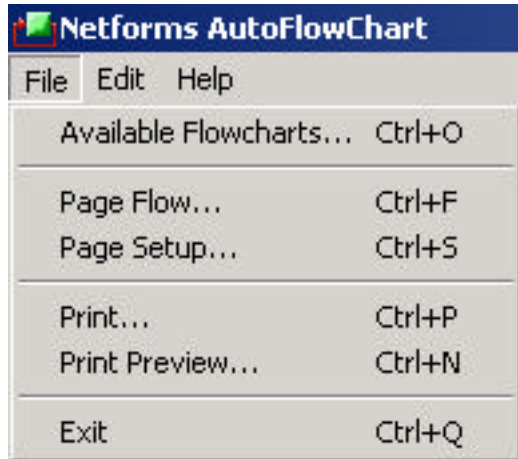 Netforms AutoFlowChart
File Edit Help
Available Flowcharts... Ctrl+O
Page Flow... Ctrl+F
Page Setup... Ctrl+S
Print... Ctrl+P
Print Preview... Ctrl+N
Exit Ctrl+Q